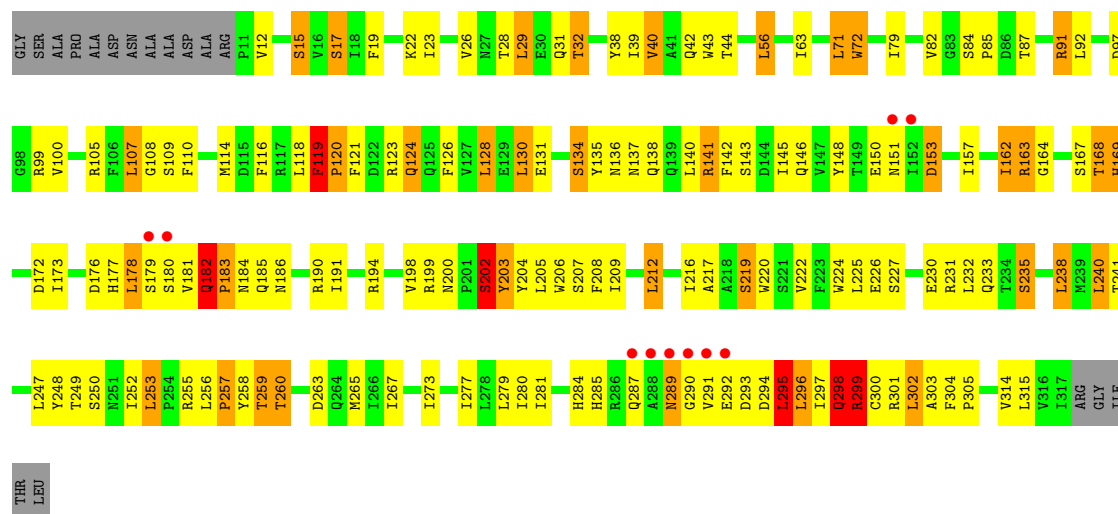 GLY SER ALA PRO ALA ASP ASN ALA ALA ASP ALA ARG P11 V12 S15 V16 S17 I18 F19 K22 I23 V26 N27 T28 L29 E30 Q31 T32 Y38 I39 V40 A41 Q42 W43 T44 L56 I63 L71 W72 I79 V82 G83 S84 P85 D86 T87 R91 L92 D97
G98 R99 V100 R105 F106 L107 G108 S109 F110 M114 D115 F116 R117 L118 F119 P120 F121 D122 R123 Q124 Q125 F126 V127 L128 E129 L130 E131 S134 Y135 N136 N137 Q138 Q139 L140 R141 F142 S143 D144 I145 Q146 V147 Y148 T149 E150 N151 I152 D153 I157 I162 R163 G164 S167 T168 H169
D172 I173 D176 H177 L178 S179 S180 V181 Q182 P183 N184 Q185 N186 R190 I191 R194 V198 R199 N200 P201 S202 Y203 Y204 L205 W206 S207 F208 I209 L212 I216 A217 A218 S219 W220 S221 V222 F223 W224 L225 E226 S227 E230 R231 L232 Q233 T234 S235 L238 M239 L240 T241
L247 Y248 T249 S250 N251 I252 L253 P254 R255 L256 P257 Y258 T259 T260 D263 Q264 M265 I266 I267 I273 I277 L278 L279 I280 I281 H284 H285 R286 Q287 A288 N289 G290 V291 E292 D293 D294 L295 L296 I297 Q298 R299 C300 R301 L302 A303 F304 P305 V314 L315 V316 I317 ARG GLY ILE
THR LEU